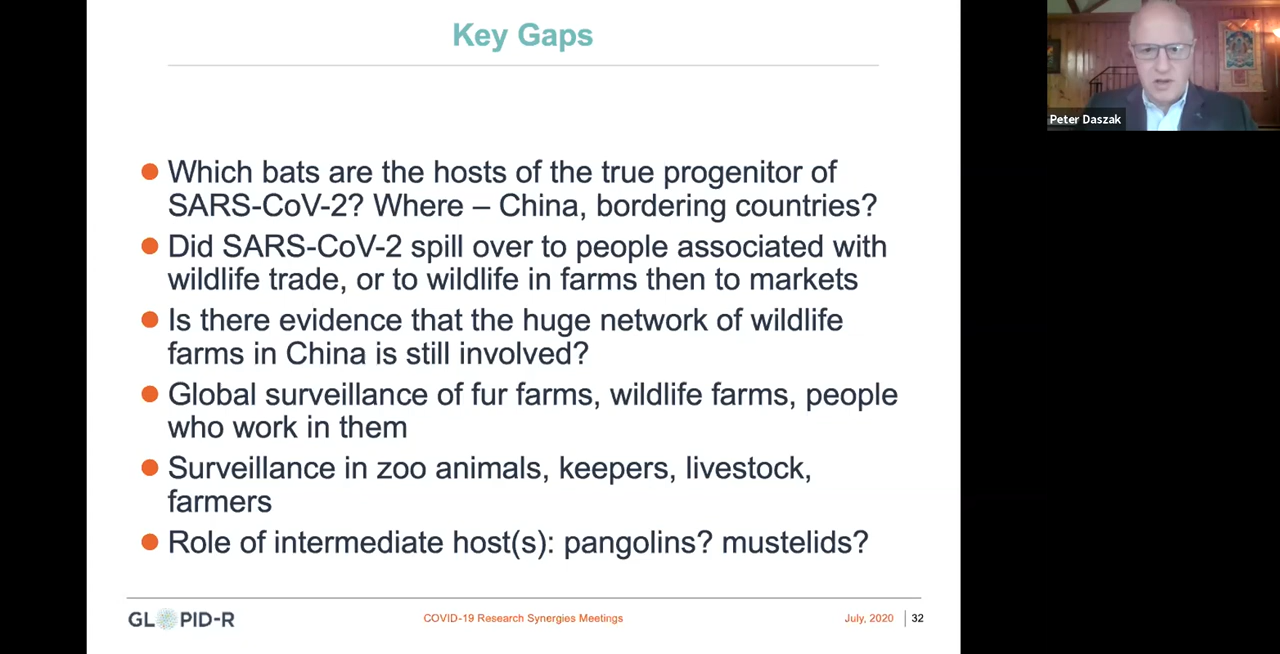 Key Gaps
Which bats are the hosts of the true progenitor of
SARS-CoV-2? Where – China, bordering countries?
Did SARS-CoV-2 spill over to people associated with
wildlife trade, or to wildlife in farms then to markets
Is there evidence that the huge network of wildlife
farms in China is still involved?
Global surveillance of fur farms, wildlife farms, people
who work in them
Surveillance in zoo animals, keepers, livestock,
farmers
Role of intermediate host(s): pangolins? mustelids?
GLOPID-R
COVID-19 Research Synergies Meetings
July, 2020
32
Peter Daszak